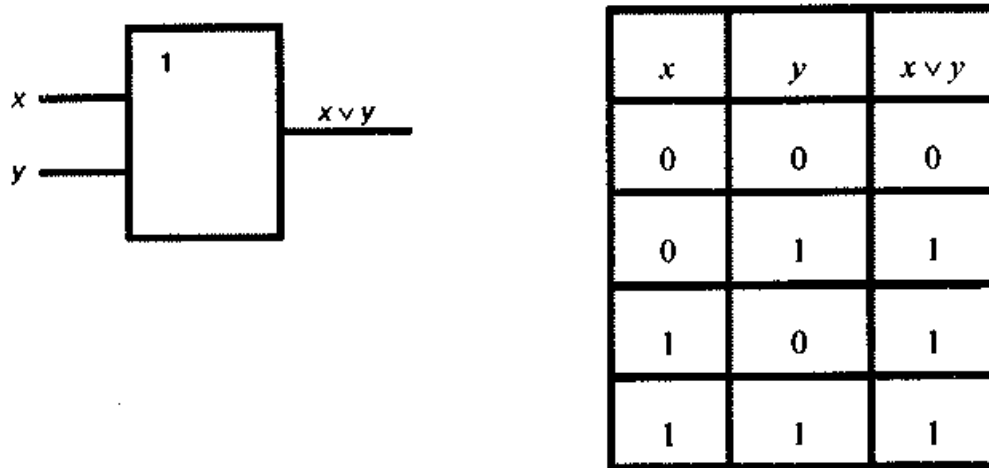 1
x
x ∨ y
y
x y x ∨ y
0 0 0
0 1 1
1 0 1
1 1 1